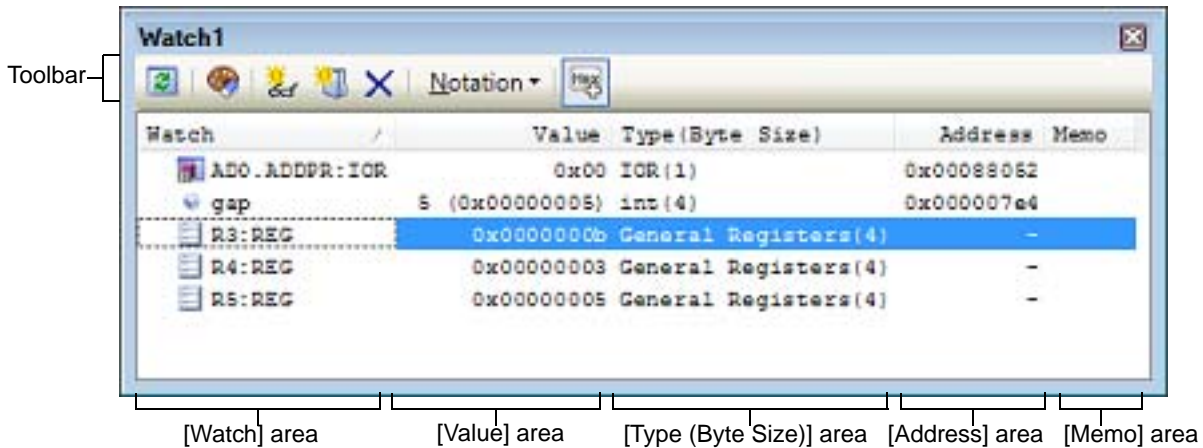 Watch1
Toolbar
Notation
Hex
Watch Value Type(Byte Size) Address Memo
AD0.ADDPR:IOR 0x00 IOR(1) 0x00088052
gap 5 (0x00000005) int(4) 0x000007e4
R3:REG 0x0000000b General Registers(4) -
R4:REG 0x00000003 General Registers(4) -
R5:REG 0x00000005 General Registers(4) -
[Watch] area [Value] area [Type (Byte Size)] area [Address] area [Memo] area